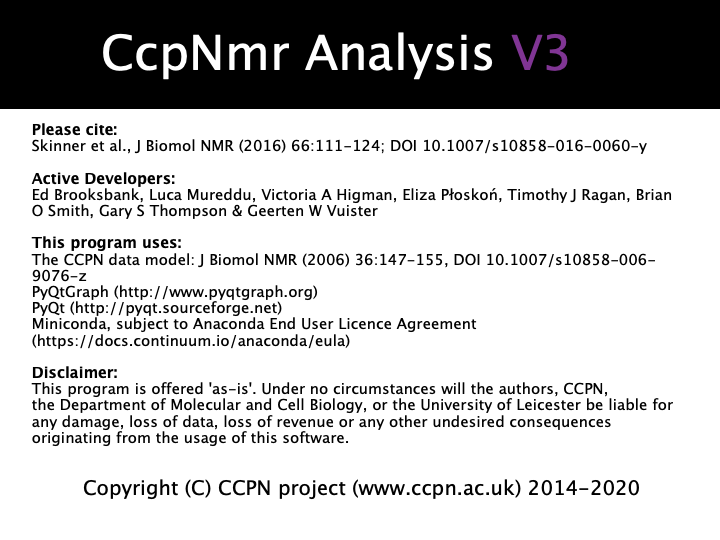 CcpNmr Analysis V3
Please cite:
Skinner et al., J Biomol NMR (2016) 66:111-124; DOI 10.1007/s10858-016-0060-y
Active Developers:
Ed Brooksbank, Luca Mureddu, Victoria A Higman, Eliza Płoskoń, Timothy J Ragan, Brian
O Smith, Gary S Thompson & Geerten W Vuister
This program uses:
The CCPN data model: J Biomol NMR (2006) 36:147-155, DOI 10.1007/s10858-006-
9076-z
PyQtGraph (http://www.pyqtgraph.org)
PyQt (http://pyqt.sourceforge.net)
Miniconda, subject to Anaconda End User Licence Agreement
(https://docs.continuum.io/anaconda/eula)
Disclaimer:
This program is offered 'as-is'. Under no circumstances will the authors, CCPN,
the Department of Molecular and Cell Biology, or the University of Leicester be liable for
any damage, loss of data, loss of revenue or any other undesired consequences
originating from the usage of this software.
Copyright (C) CCPN project (www.ccpn.ac.uk) 2014-2020